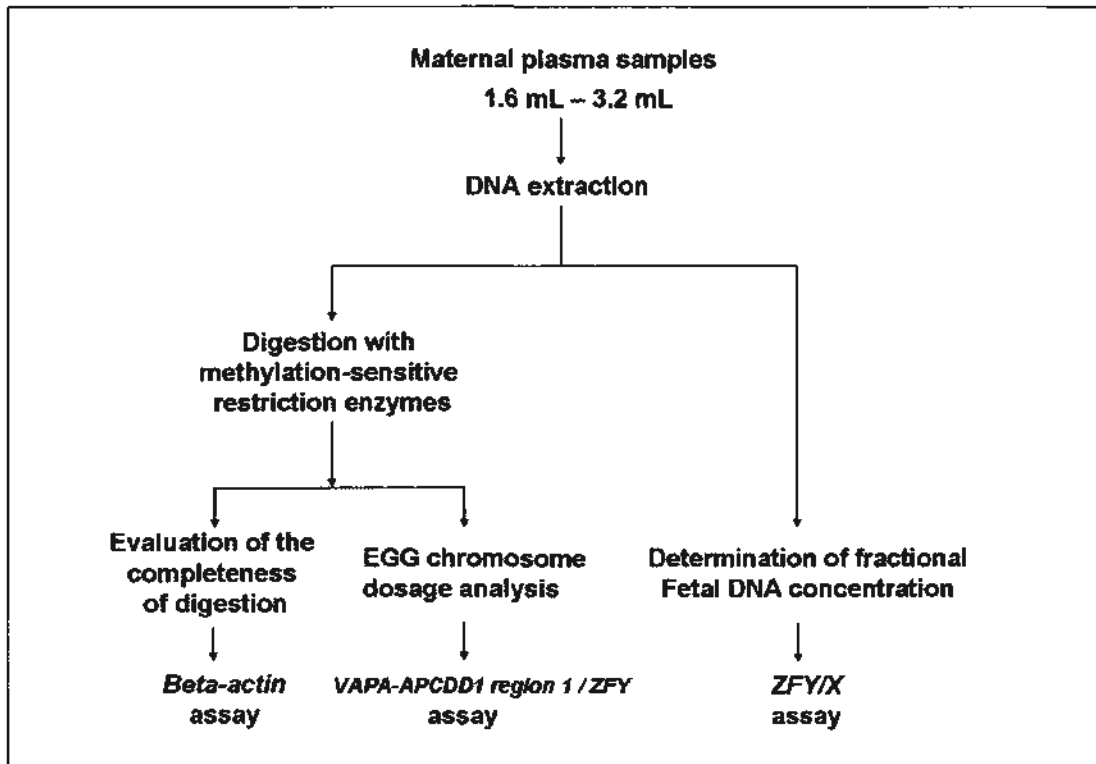 Maternal plasma samples
1.6 mL – 3.2 mL
DNA extraction
Digestion with
methylation-sensitive
restriction enzymes
Evaluation of the
completeness
of digestion
Beta-actin
assay
EGG chromosome
dosage analysis
VAPA-APCDD1 region 1 / ZFY
assay
Determination of fractional
Fetal DNA concentration
ZFY/X
assay